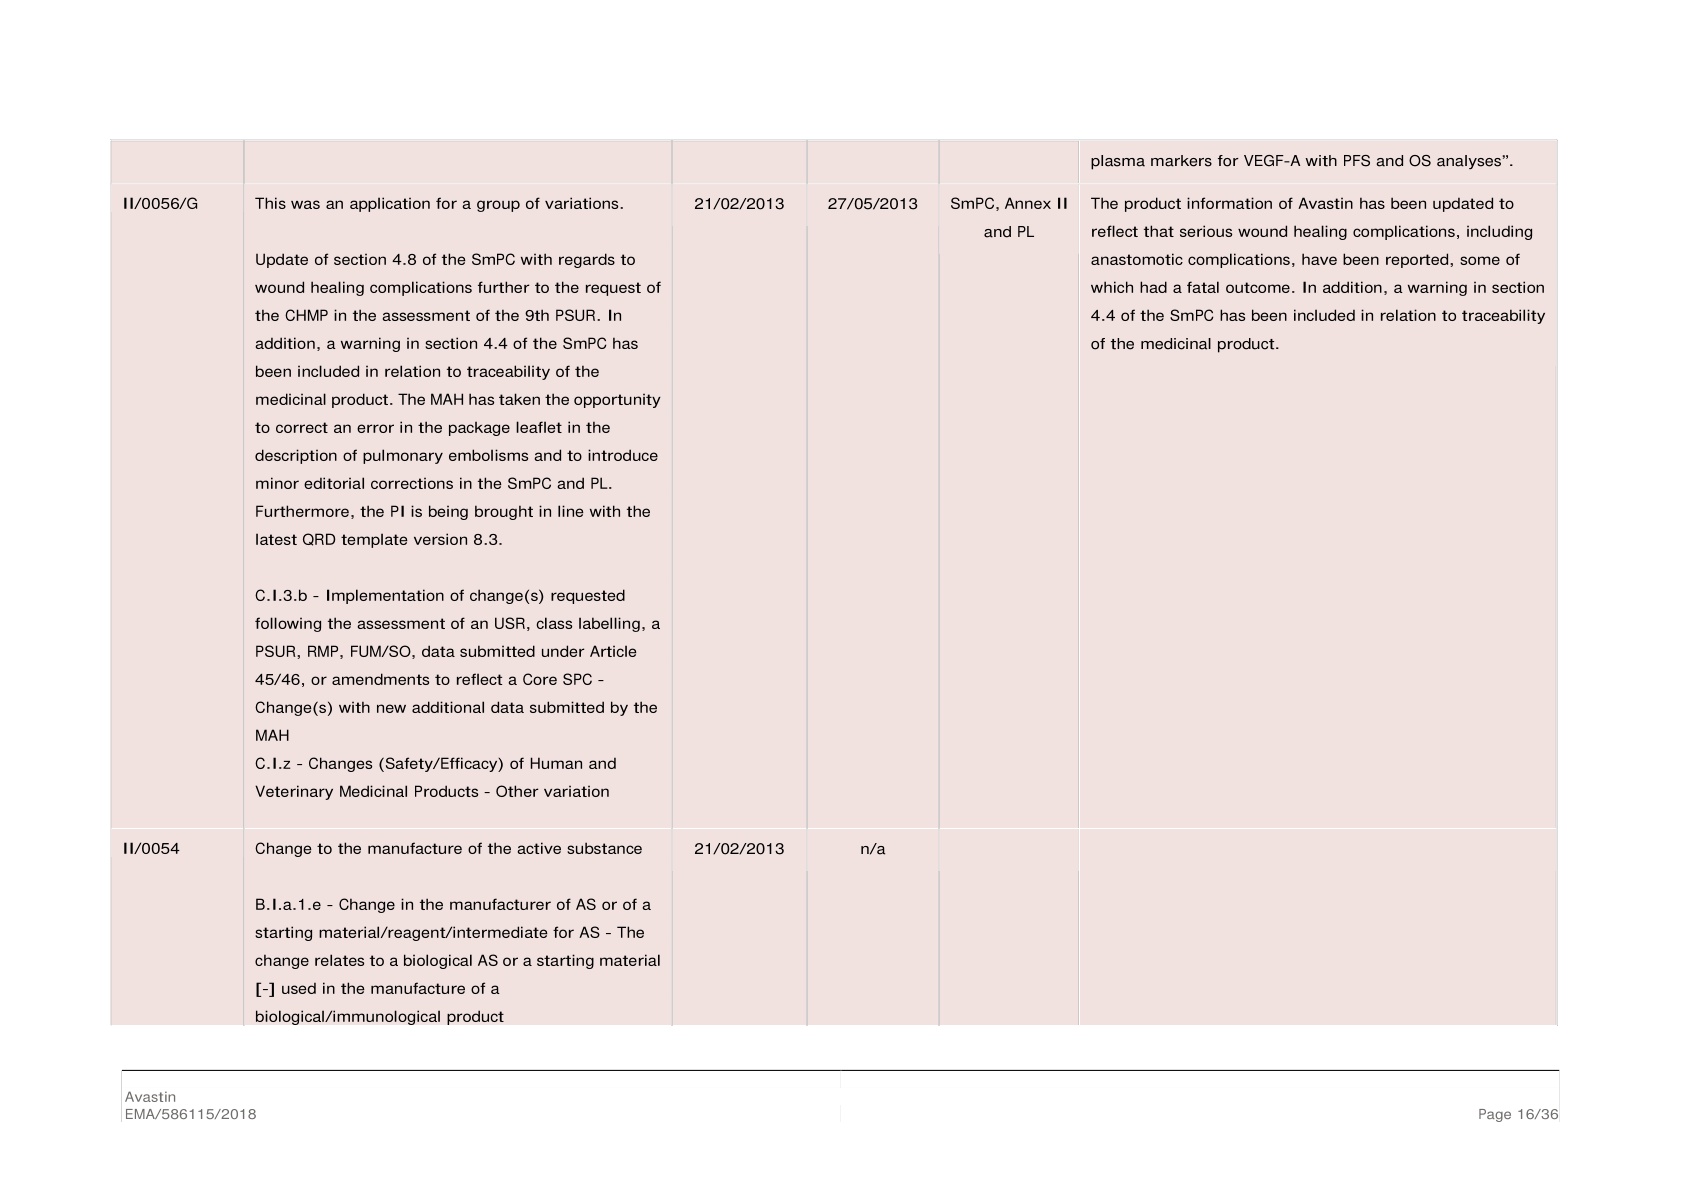 plasma markers for VEGF-A with PFS and OS analyses”.
II/0056/G
This was an application for a group of variations.
Update of section 4.8 of the SmPC with regards to
wound healing complications further to the request of
the CHMP in the assessment of the 9th PSUR. In
addition, a warning in section 4.4 of the SmPC has
been included in relation to traceability of the
medicinal product. The MAH has taken the opportunity
to correct an error in the package leaflet in the
description of pulmonary embolisms and to introduce
minor editorial corrections in the SmPC and PL.
Furthermore, the PI is being brought in line with the
latest QRD template version 8.3.
C.I.3.b - Implementation of change(s) requested
following the assessment of an USR, class labelling, a
PSUR, RMP, FUM/SO, data submitted under Article
45/46, or amendments to reflect a Core SPC -
Change(s) with new additional data submitted by the
MAH
C.I.z - Changes (Safety/Efficacy) of Human and
Veterinary Medicinal Products - Other variation
21/02/2013
27/05/2013
SmPC, Annex II
and PL
The product information of Avastin has been updated to
reflect that serious wound healing complications, including
anastomotic complications, have been reported, some of
which had a fatal outcome. In addition, a warning in section
4.4 of the SmPC has been included in relation to traceability
of the medicinal product.
II/0054
Change to the manufacture of the active substance
B.I.a.1.e - Change in the manufacturer of AS or of a
starting material/reagent/intermediate for AS - The
change relates to a biological AS or a starting material
[-] used in the manufacture of a
biological/immunological product
21/02/2013
n/a
Avastin
EMA/586115/2018
Page 16/36